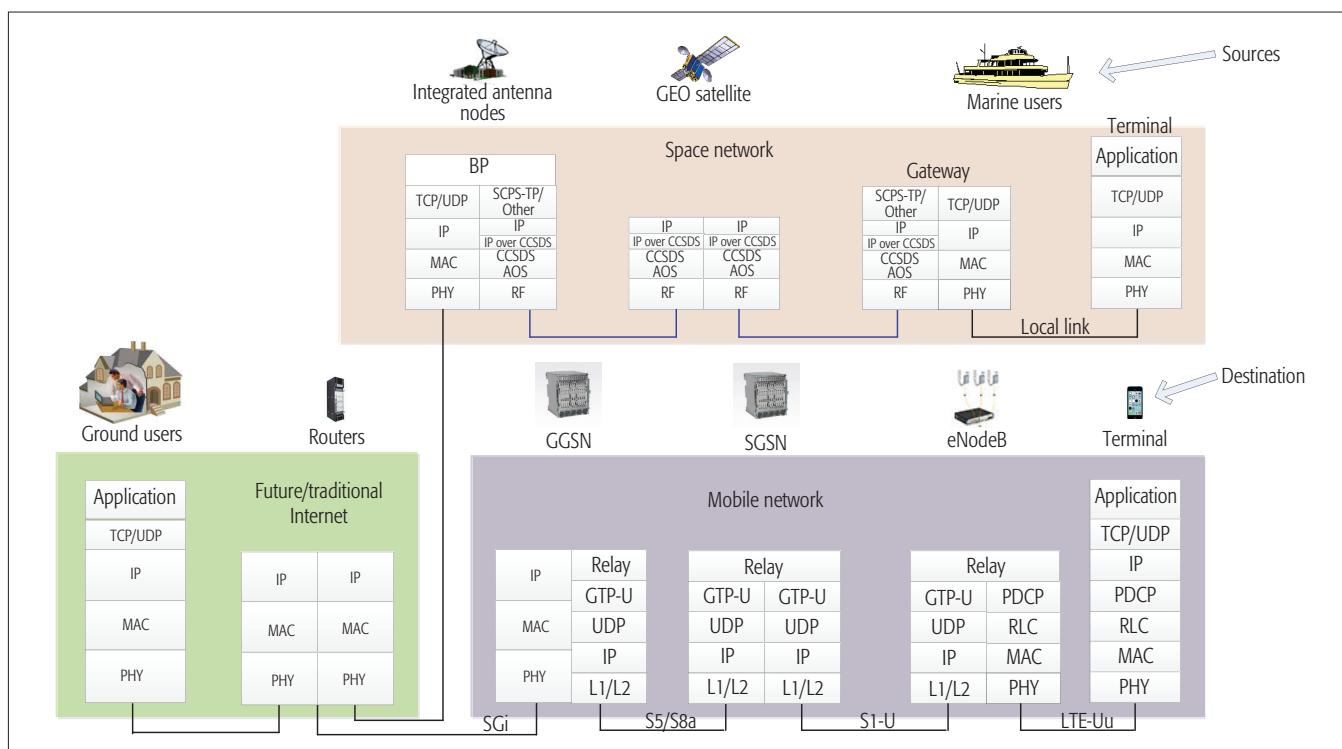 Sources
Integrated antenna
nodes
GEO satellite
Marine users
Space network
Terminal
Application
TCP/UDP
IP
MAC
PHY
BP
TCP/UDP
IP
MAC
PHY
SCPS-TP/
Other
IP
IP over CCSDS
CCSDS
AOS
RF
IP
IP over CCSDS
CCSDS
AOS
RF
IP
IP over CCSDS
CCSDS
AOS
RF
Gateway
SCPS-TP/
Other
IP
IP over CCSDS
CCSDS
AOS
RF
TCP/UDP
IP
MAC
PHY
Local link
Destination
Ground users
Routers
GGSN
SGSN
eNodeB
Terminal
Future/traditional
Internet
Application
TCP/UDP
IP
MAC
PHY
IP
MAC
PHY
IP
MAC
PHY
Mobile network
IP
MAC
PHY
Relay
GTP-U
UDP
IP
L1/L2
Relay
GTP-U
UDP
IP
L1/L2
GTP-U
UDP
IP
L1/L2
Relay
GTP-U
UDP
IP
L1/L2
PDCP
RLC
MAC
PHY
Application
TCP/UDP
IP
PDCP
RLC
MAC
PHY
SGi
S5/S8a
S1-U
LTE-Uu